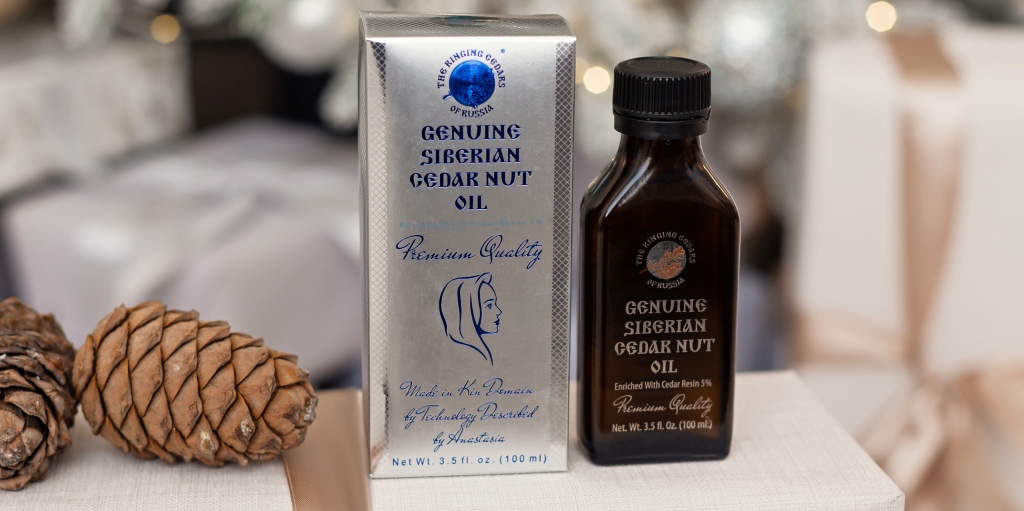 THE RINGING CEDARS
OF RUSSIA
®
GENUINE
SIBERIAN
CEDAR NUT
OIL
Premium Quality
Made in Kin Domain
by Technology Described
by Anastasia
Net Wt. 3.5 fl. oz. (100 ml)
THE RINGING CEDARS
OF RUSSIA
GENUINE
SIBERIAN
CEDAR NUT
OIL
Enriched With Cedar Resin 5%
Premium Quality
Net. Wt. 3.5 fl. Oz. (100 ml.)